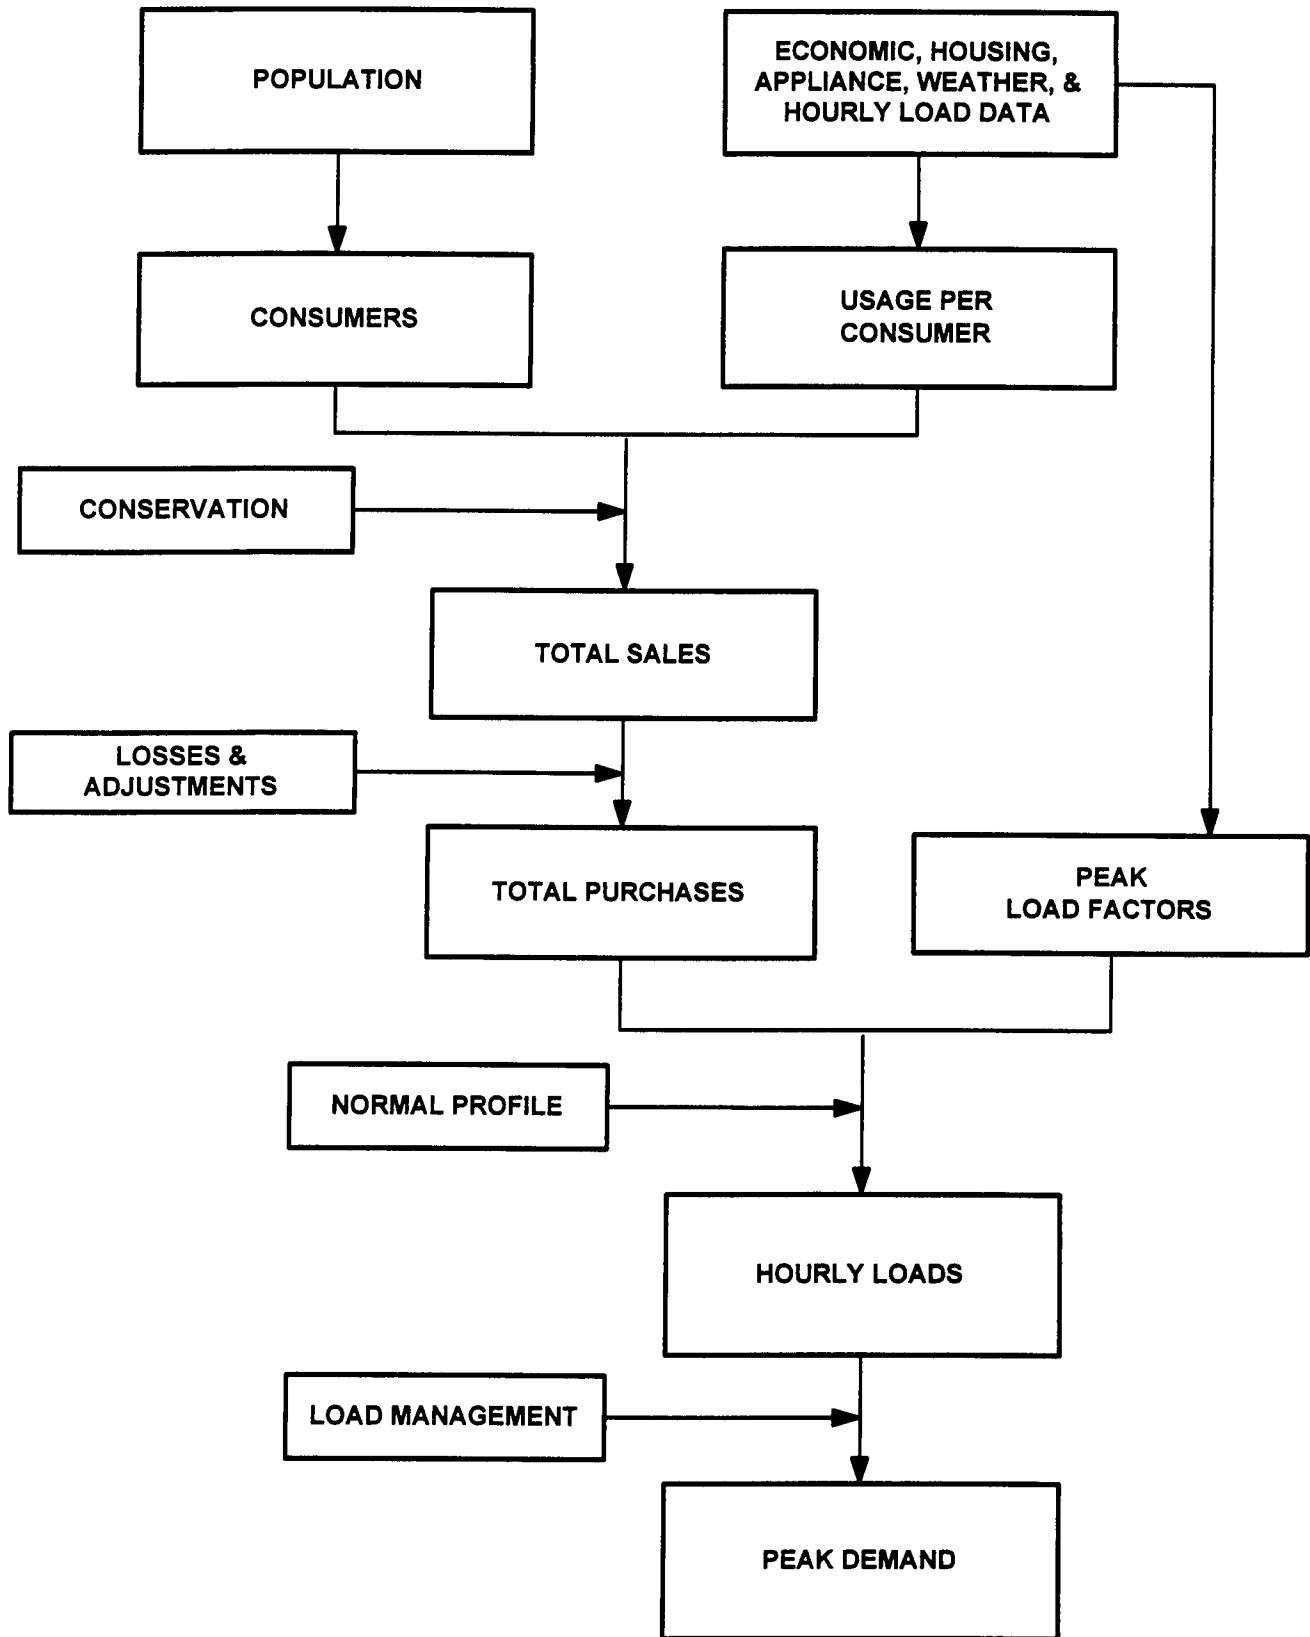 POPULATION
ECONOMIC, HOUSING,
APPLIANCE, WEATHER, &
HOURLY LOAD DATA
CONSUMERS
USAGE PER
CONSUMER
CONSERVATION
TOTAL SALES
LOSSES &
ADJUSTMENTS
TOTAL PURCHASES
PEAK
LOAD FACTORS
NORMAL PROFILE
HOURLY LOADS
LOAD MANAGEMENT
PEAK DEMAND